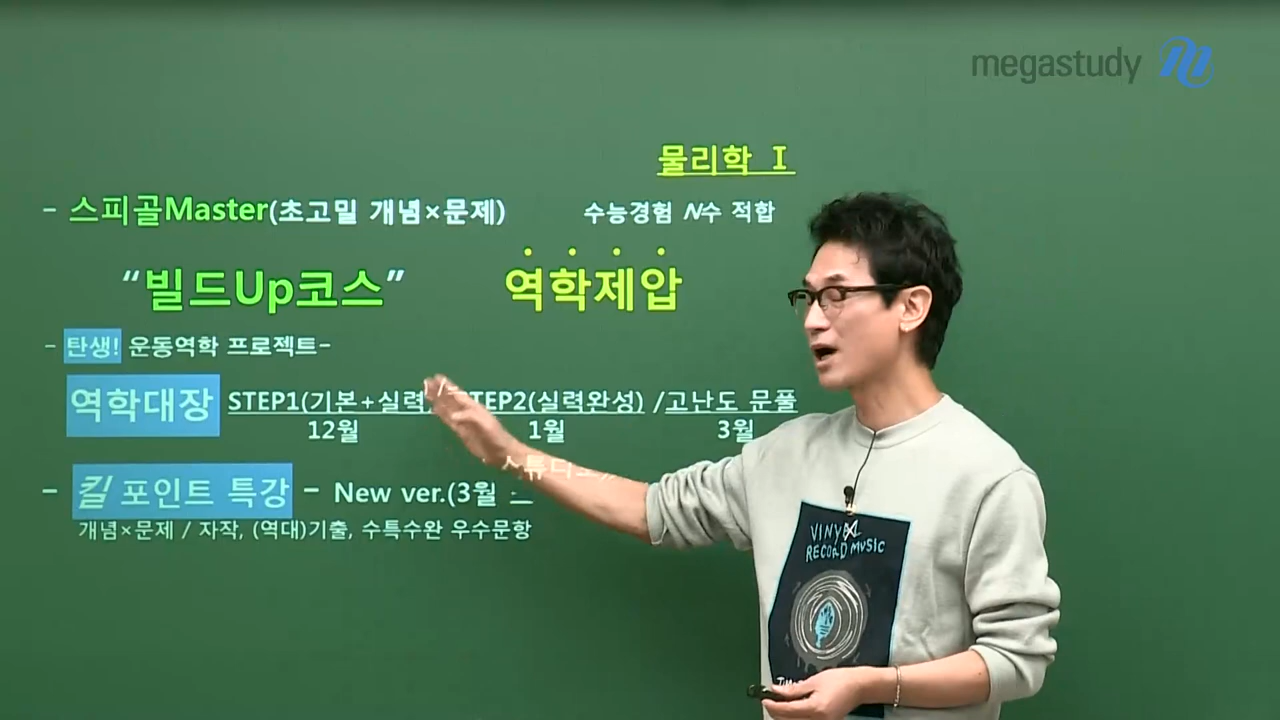 megastudy
물리학 Ⅰ
- 스피골Master(초고밀 개념×문제) 수능경험 N수 적합
“빌드Up코스” 역학제압
- 탄생! 운동역학 프로젝트-
역학대장 STEP1(기본+실력 STEP2(실력완성) /고난도 문풀
12월 1월 3월
- 킬 포인트 특강 - New ver.(3월
개념×문제 / 자작, (역대)기출, 수특수완 우수문항
VINYL
RECORD MUSIC